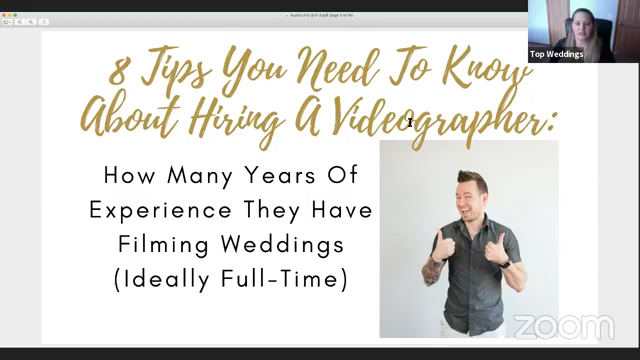 Top Weddings
8 Tips You Need To Know
About Hiring A Videographer:
How Many Years Of
Experience They Have
Filming Weddings
(Ideally Full-Time)
zoom